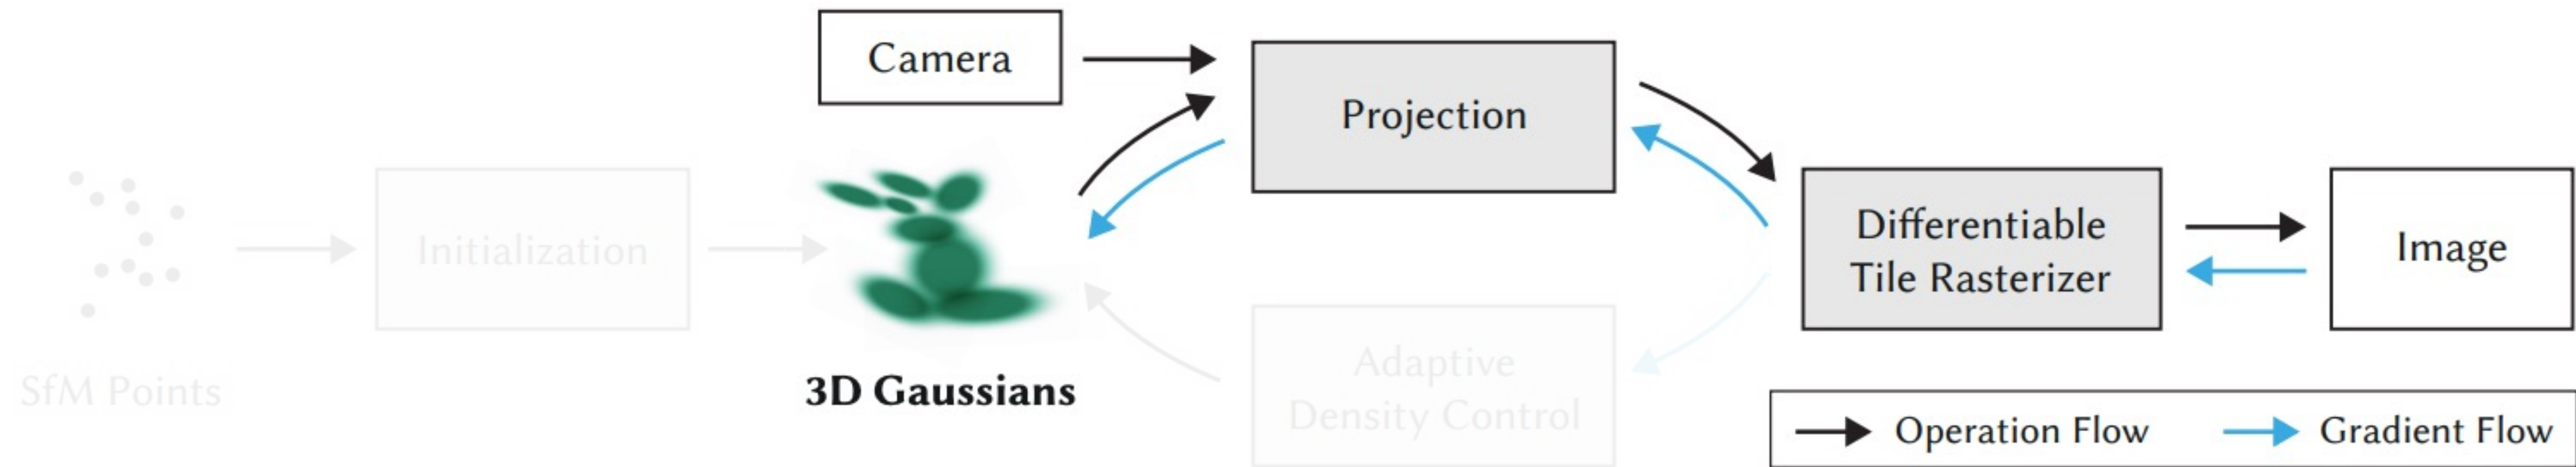 Camera
Projection
Differentiable
Tile Rasterizer
Image
Initialization
SfM Points
3D Gaussians
Adaptive
Density Control
Operation Flow
Gradient Flow